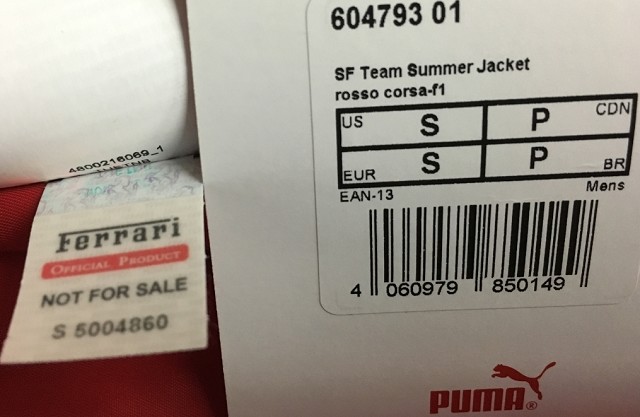 604793 01
SF Team Summer Jacket
rosso corsa-f1
US S P CDN
EUR S P BR
EAN-13 Mens
4 060979 850149
PUMA®
4800216069_1
Ferrari
OFFICIAL PRODUCT
NOT FOR SALE
S 5004860